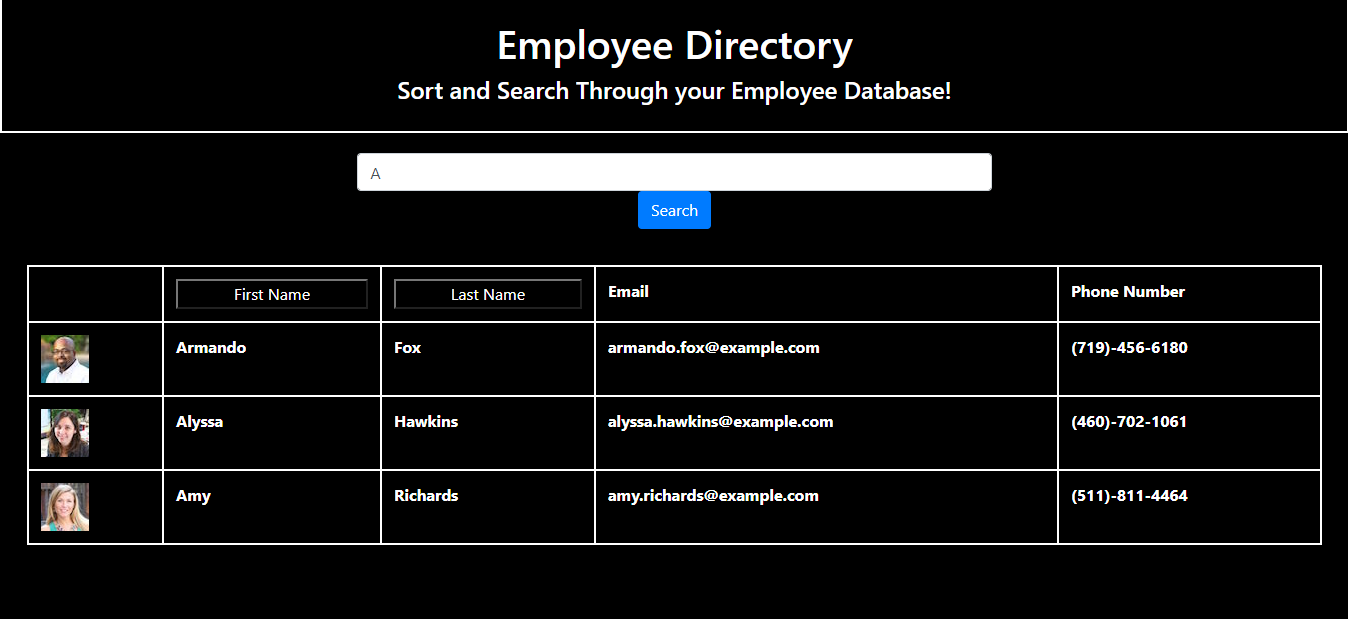 Employee Directory
Sort and Search Through your Employee Database!
A
Search
First Name Last Name Email Phone Number
Armando Fox armando.fox@example.com (719)-456-6180
Alyssa Hawkins alyssa.hawkins@example.com (460)-702-1061
Amy Richards amy.richards@example.com (511)-811-4464